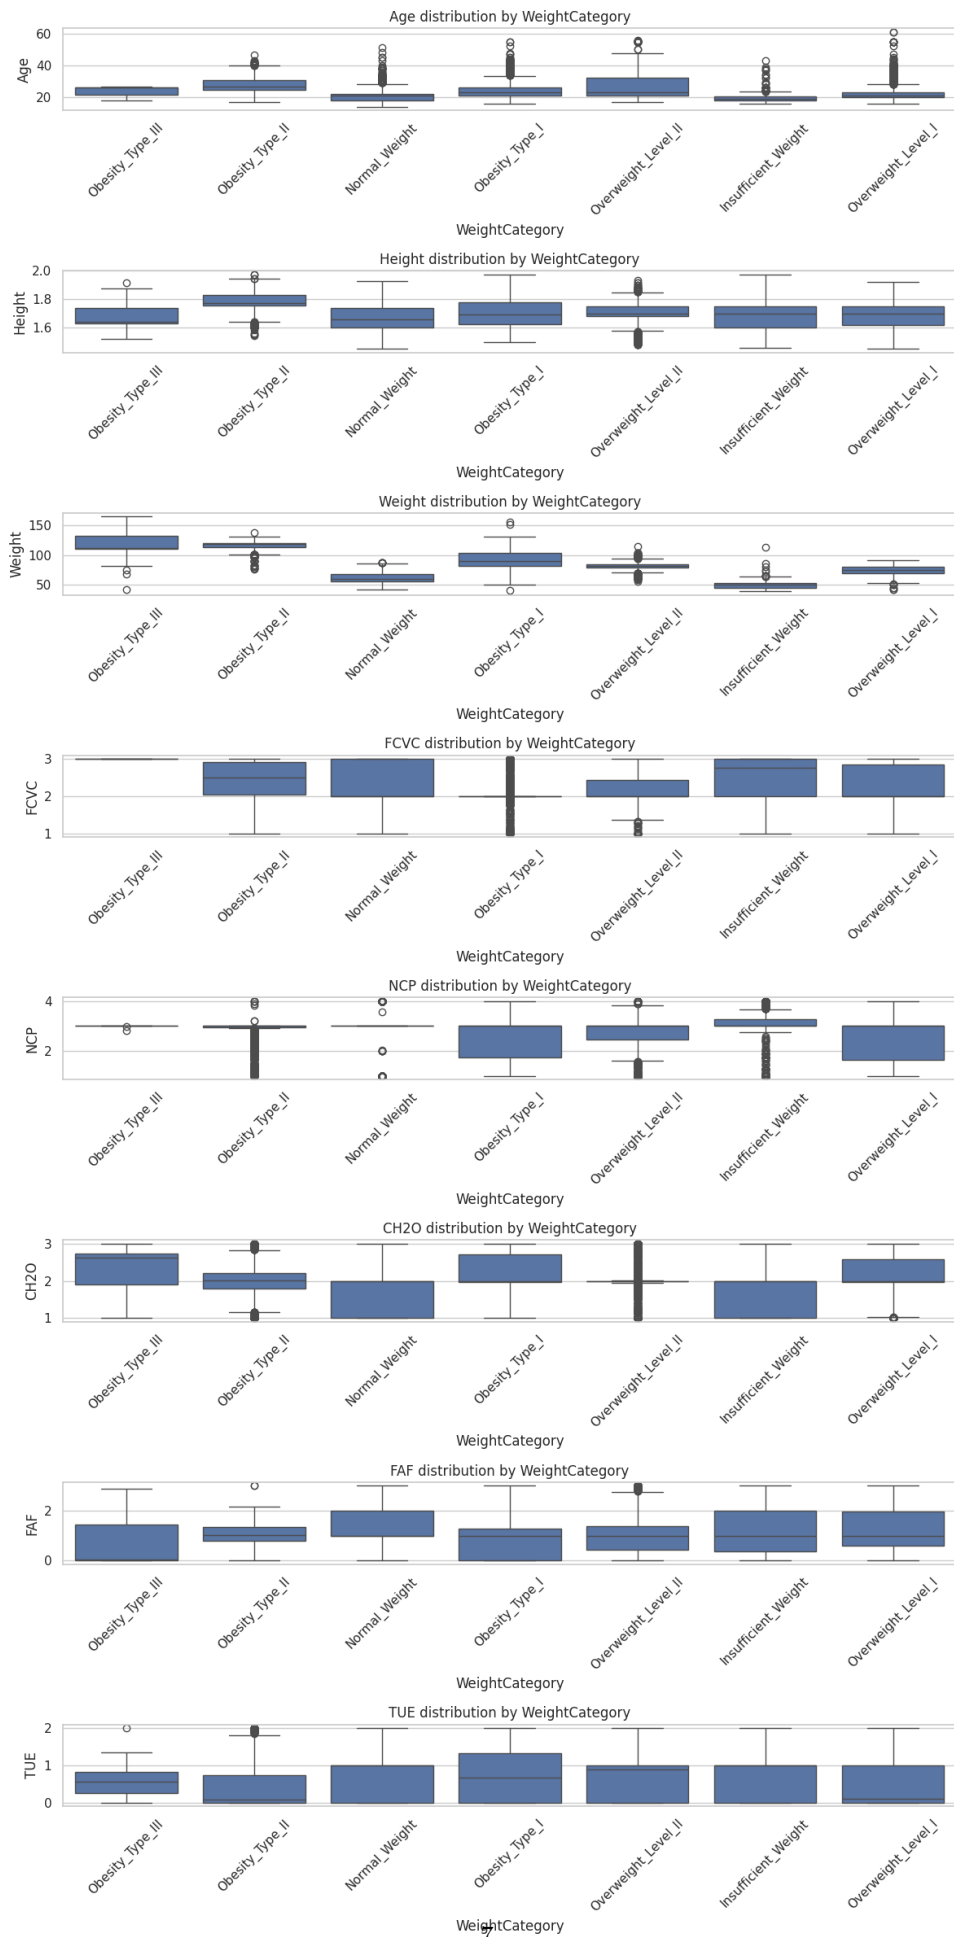 Age distribution by WeightCategory
60
40
20
Age
Obesity_Type_III
Obesity_Type_II
Normal_Weight
Obesity_Type_I
Overweight_Level_II
Insufficient_Weight
Overweight_Level_I
WeightCategory
Height distribution by WeightCategory
2.0
1.8
1.6
Height
Obesity_Type_III
Obesity_Type_II
Normal_Weight
Obesity_Type_I
Overweight_Level_II
Insufficient_Weight
Overweight_Level_I
WeightCategory
Weight distribution by WeightCategory
150
100
50
Weight
Obesity_Type_III
Obesity_Type_II
Normal_Weight
Obesity_Type_I
Overweight_Level_II
Insufficient_Weight
Overweight_Level_I
WeightCategory
FCVC distribution by WeightCategory
3
2
1
FCVC
Obesity_Type_III
Obesity_Type_II
Normal_Weight
Obesity_Type_I
Overweight_Level_II
Insufficient_Weight
Overweight_Level_I
WeightCategory
NCP distribution by WeightCategory
4
2
NCP
Obesity_Type_III
Obesity_Type_II
Normal_Weight
Obesity_Type_I
Overweight_Level_II
Insufficient_Weight
Overweight_Level_I
WeightCategory
CH2O distribution by WeightCategory
3
2
1
CH2O
Obesity_Type_III
Obesity_Type_II
Normal_Weight
Obesity_Type_I
Overweight_Level_II
Insufficient_Weight
Overweight_Level_I
WeightCategory
FAF distribution by WeightCategory
2
0
FAF
Obesity_Type_III
Obesity_Type_II
Normal_Weight
Obesity_Type_I
Overweight_Level_II
Insufficient_Weight
Overweight_Level_I
WeightCategory
TUE distribution by WeightCategory
2
1
0
TUE
Obesity_Type_III
Obesity_Type_II
Normal_Weight
Obesity_Type_I
Overweight_Level_II
Insufficient_Weight
Overweight_Level_I
WeightCategory
7